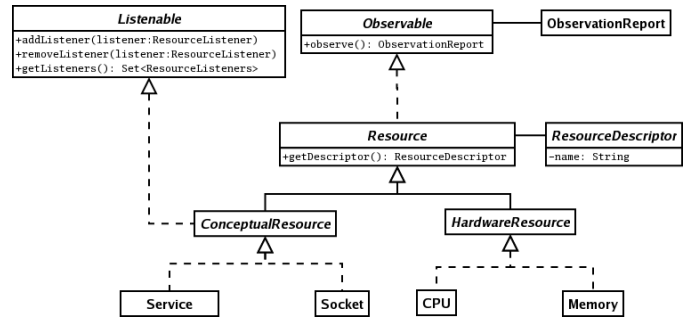 Listenable
+addListener(listener:ResourceListener)
+removeListener(listener:ResourceListener)
+getListeners(): Set<ResourceListeners>
Observable
+observe(): ObservationReport
ObservationReport
Resource
+getDescriptor(): ResourceDescriptor
ResourceDescriptor
-name: String
ConceptualResource
HardwareResource
Service
Socket
CPU
Memory